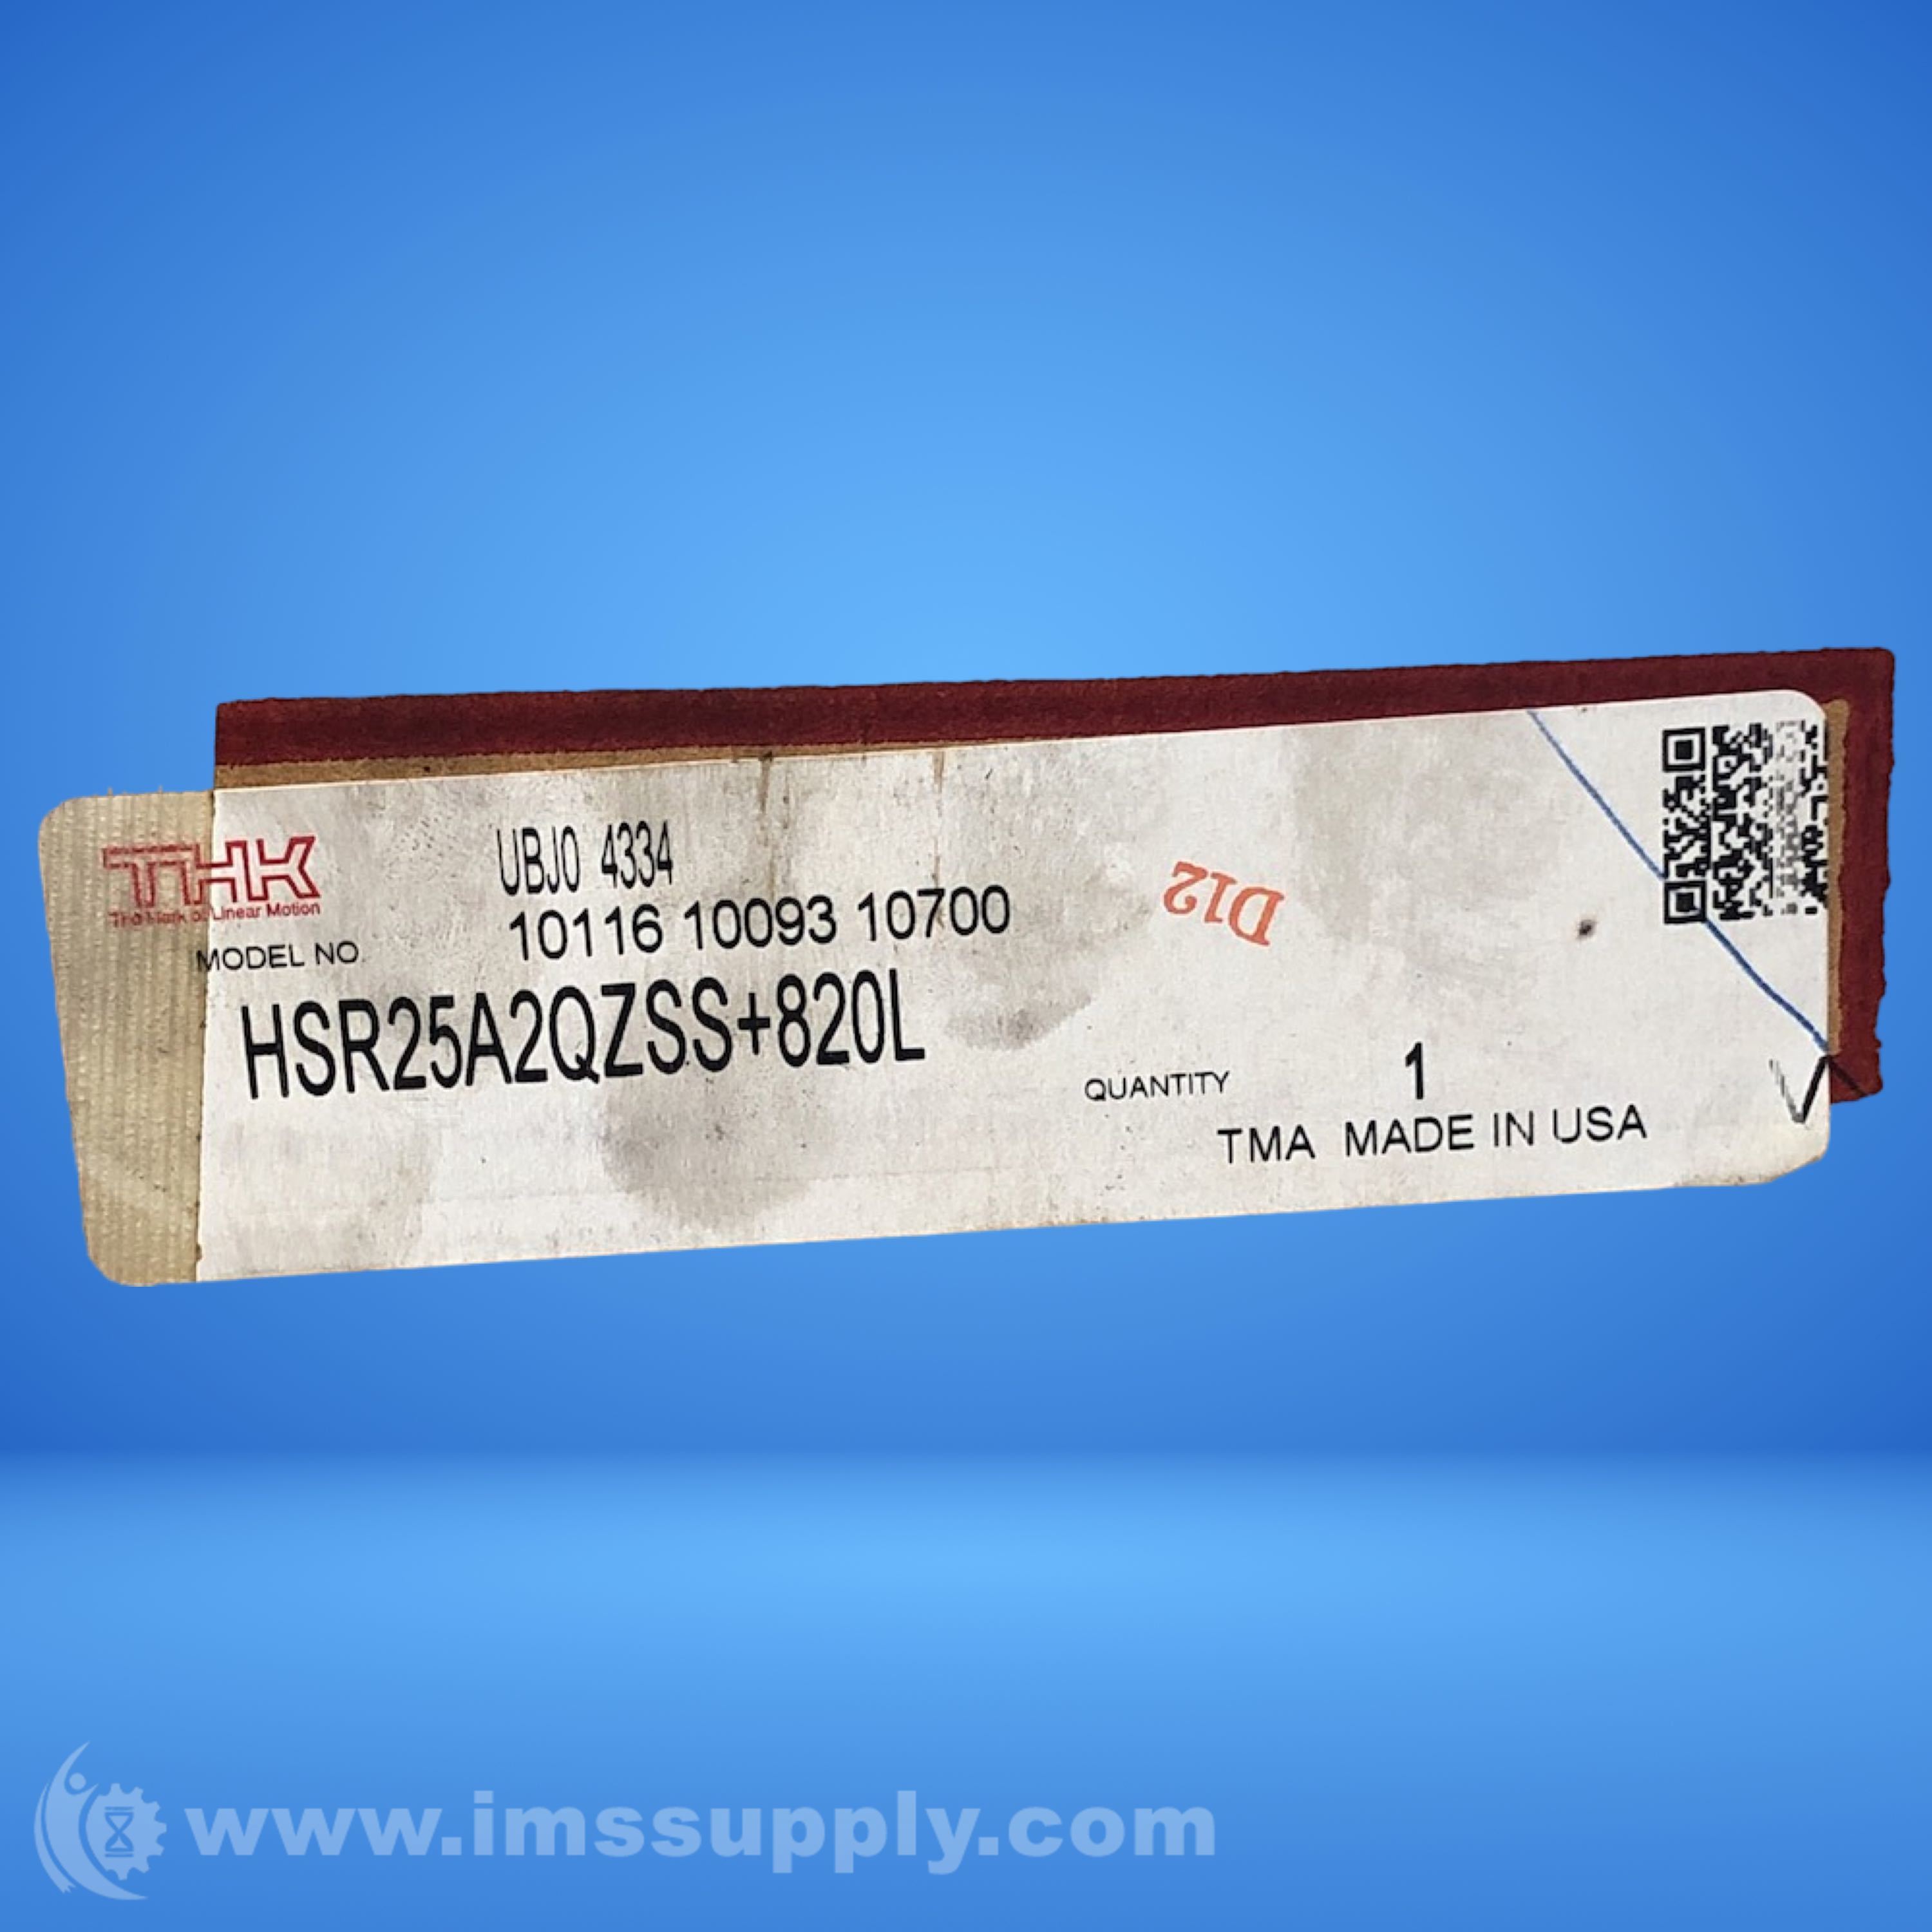 THK
The Mark of Linear Motion
UBJ0 4334
10116 10093 10700
D12
MODEL NO.
HSR25A2QZSS+820L
QUANTITY 1
TMA MADE IN USA
www.imssupply.com